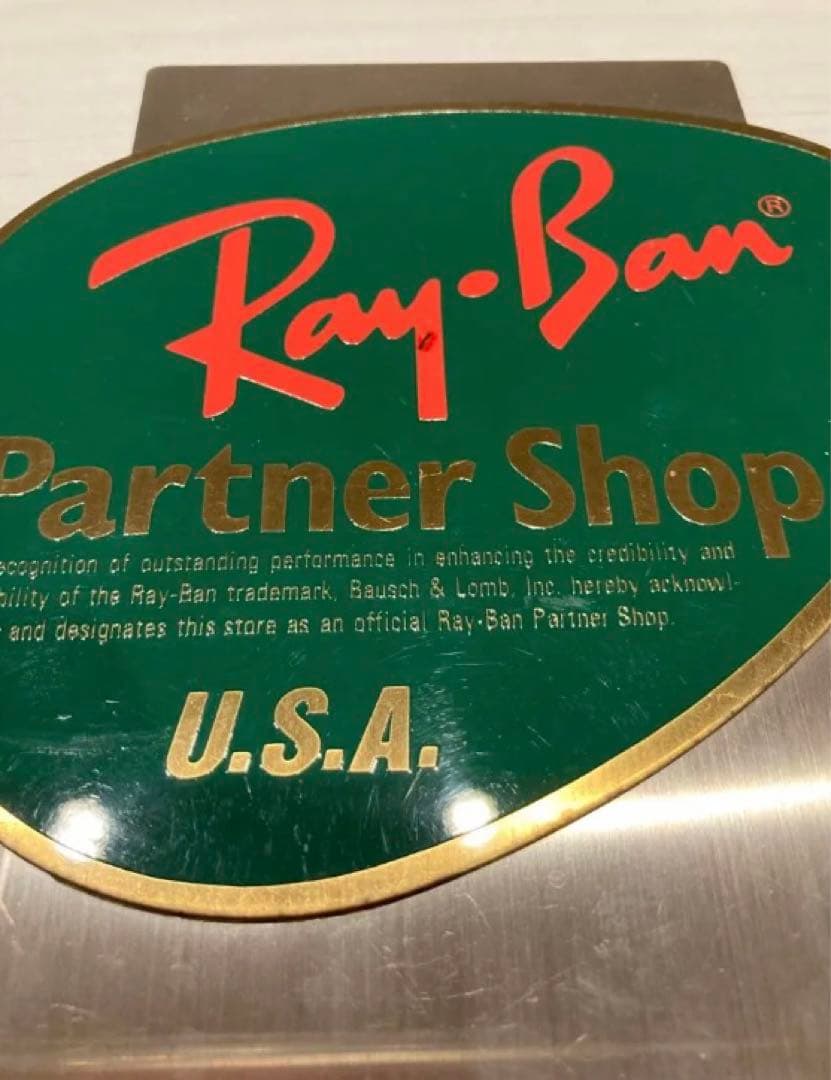 Ray-Ban®
Partner Shop
ecognition of outstanding performance in enhancing the credibility and
bility of the Ray-Ban trademark, Bausch & Lomb, Inc. hereby acknowl-
and designates this store as an official Ray-Ban Partner Shop.
U.S.A.